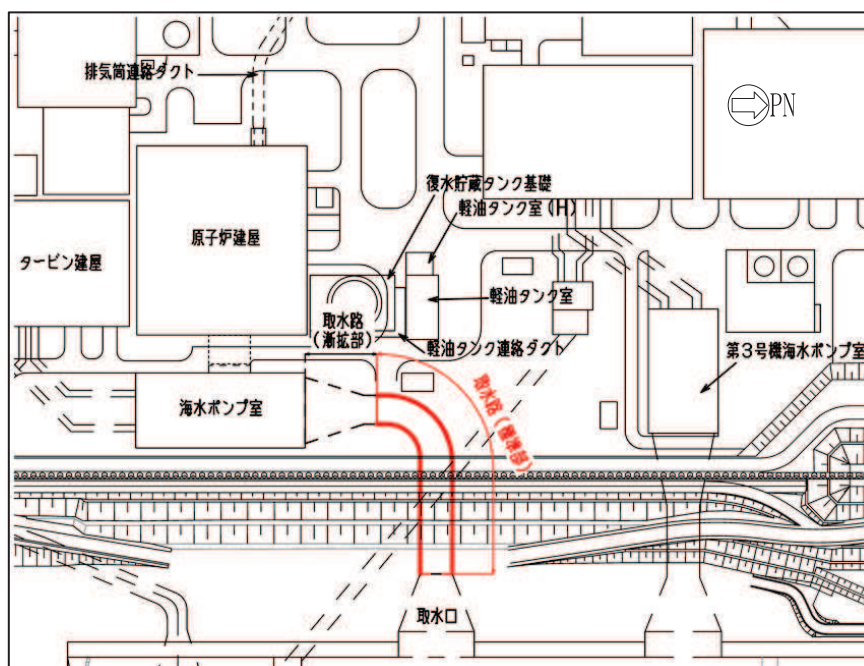 排気筒連絡ダクト
PN
復水貯蔵タンク基礎
軽油タンク室(H)
原子炉建屋
タービン建屋
軽油タンク室
取水路
(漸拡部)
軽油タンク連絡ダクト
第3号機海水ポンプ室
取水路(標準部)
海水ポンプ室
取水口